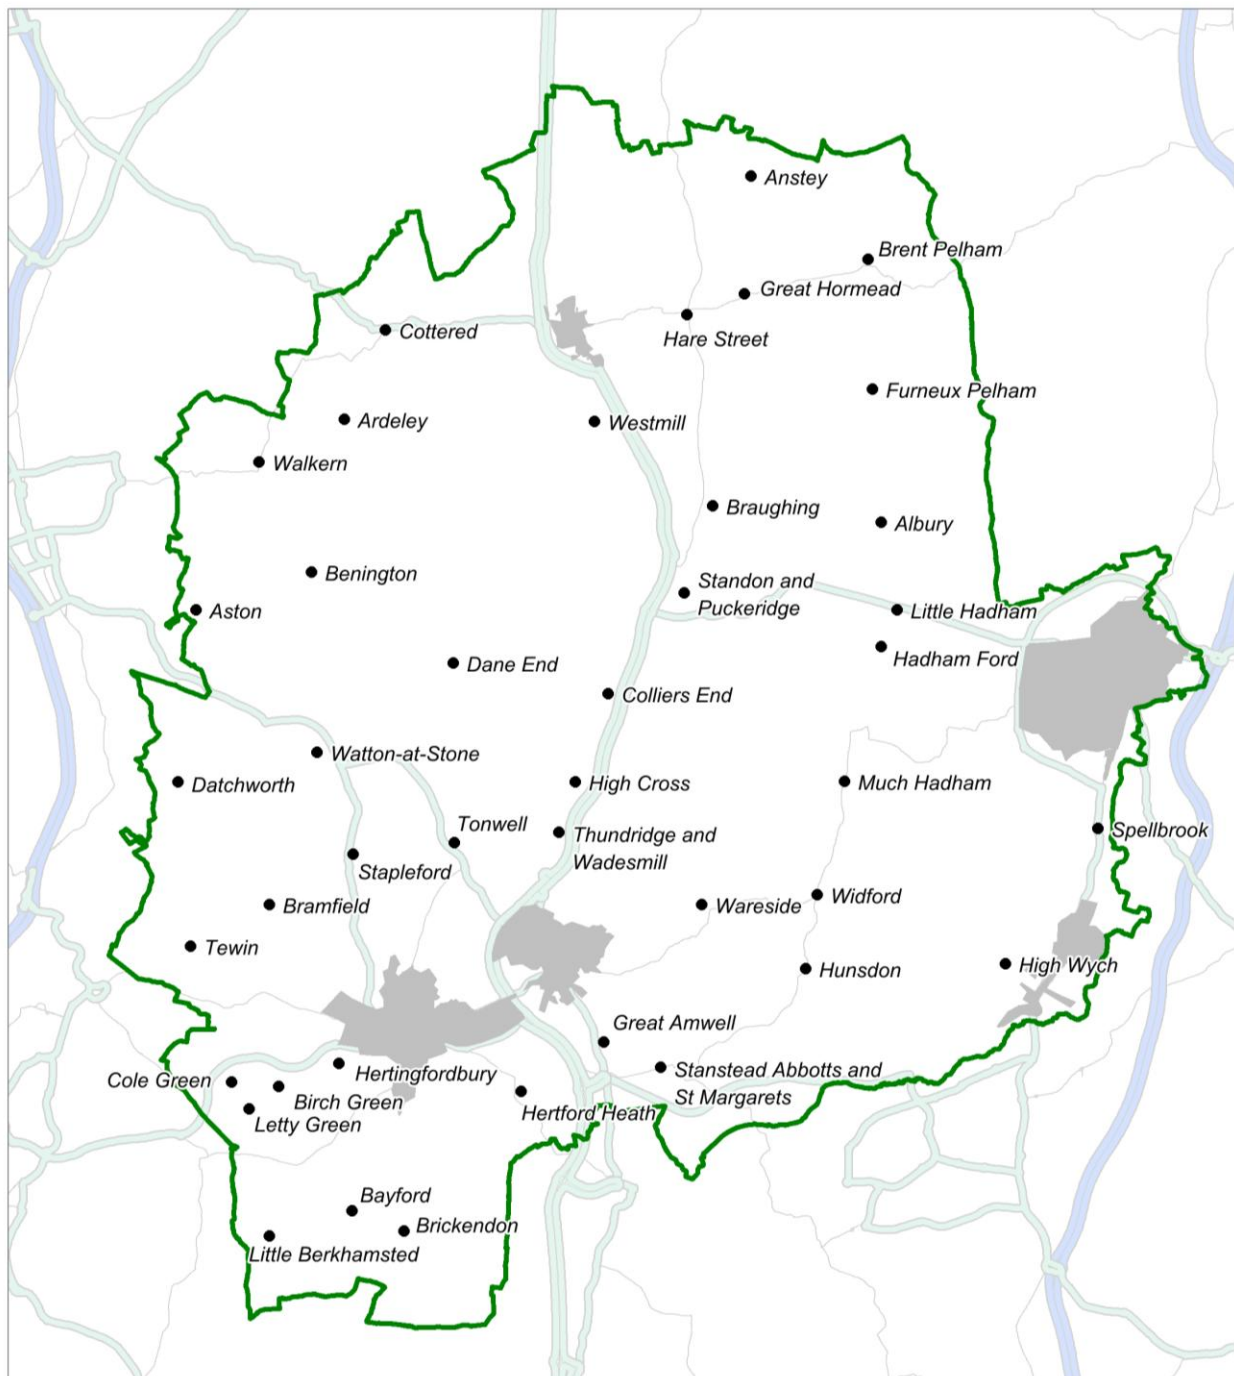 Anstey
Brent Pelham
Great Hormead
Hare Street
Cottered
Furneux Pelham
Ardeley
Westmill
Walkern
Braughing
Albury
Benington
Standon and
Puckeridge
Aston
Little Hadham
Hadham Ford
Dane End
Colliers End
Watton-at-Stone
Datchworth
High Cross
Much Hadham
Tonwell
Thundridge and
Wadesmill
Spellbrook
Stapleford
Bramfield
Wareside
Widford
Tewin
Hunsdon
High Wych
Great Amwell
Cole Green
Hertingfordbury
Stanstead Abbotts and
St Margarets
Birch Green
Letty Green
Hertford Heath
Bayford
Brickendon
Little Berkhamsted